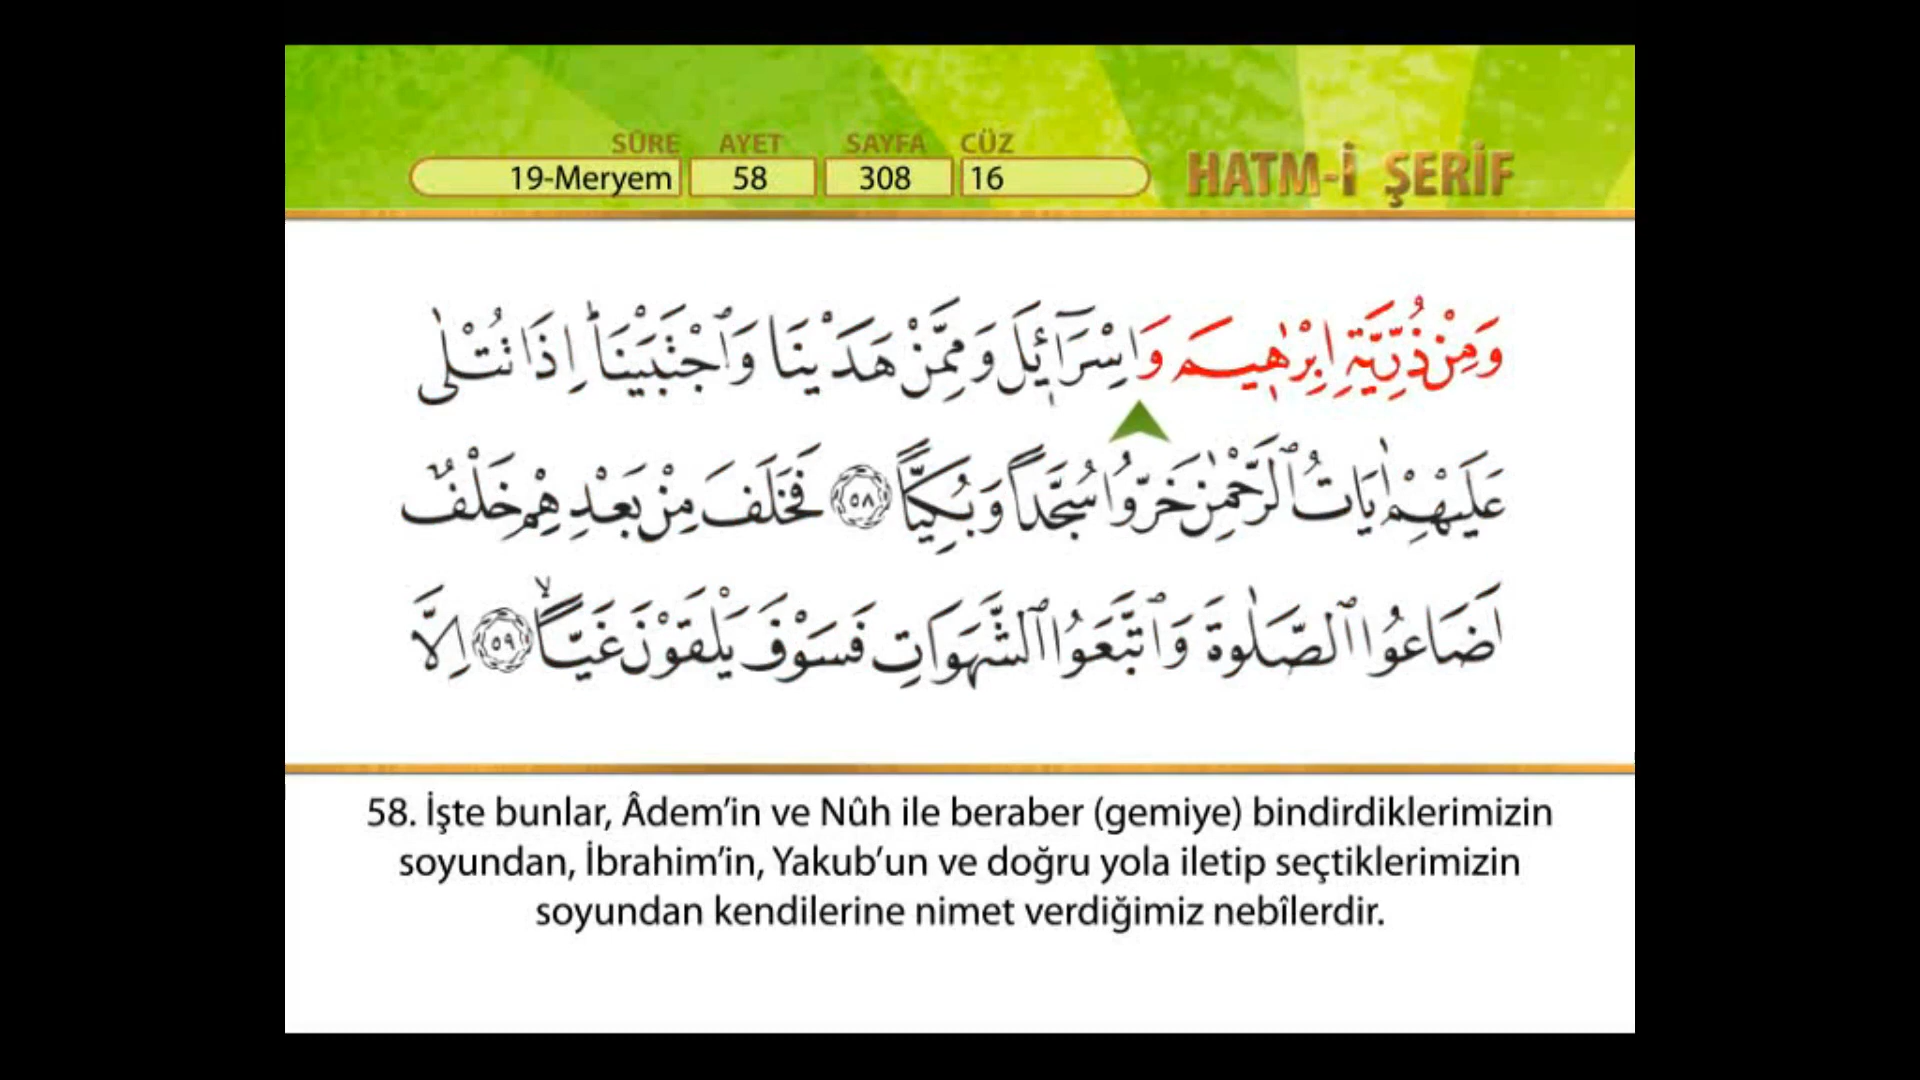 SÛRE AYET SAYFA CÜZ
19-Meryem 58 308 16
HATM-İ ŞERİF
وَمِنْ ذُرِّيَّةِ اِبْرٰهٖيمَ وَاِسْرَٓائٖلَ وَمِمَّنْ هَدَيْنَا وَاجْتَبَيْنَاۜ اِذَا تُتْلٰى
عَلَيْهِمْ اٰيَاتُ الرَّحْمٰنِ خَرُّوا سُجَّدًا وَبُكِيًّا ﴿٥٨﴾ فَخَلَفَ مِنْ بَعْدِهِمْ خَلْفٌ
اَضَاعُوا الصَّلٰوةَ وَاتَّبَعُوا الشَّهَوَاتِ فَسَوْفَ يَلْقَوْنَ غَيًّاۙ ﴿٥٩﴾ اِلَّا
58. İşte bunlar, Âdem’in ve Nûh ile beraber (gemiye) bindirdiklerimizin
soyundan, İbrahim’in, Yakub’un ve doğru yola iletip seçtiklerimizin
soyundan kendilerine nimet verdiğimiz nebîlerdir.